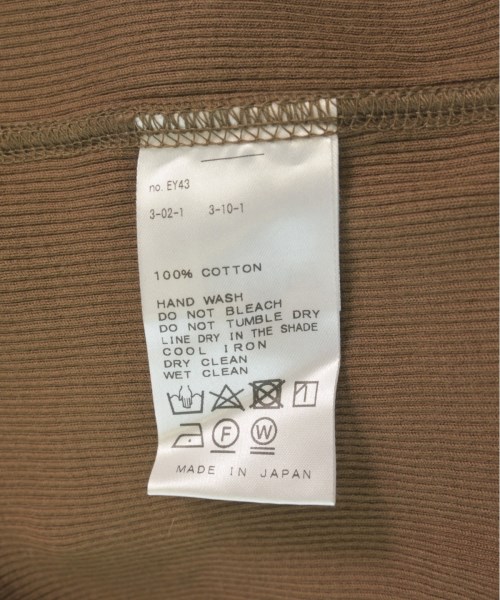 no. EY43
3-02-1 3-10-1
100% COTTON
HAND WASH
DO NOT BLEACH
DO NOT TUMBLE DRY
LINE DRY IN THE SHADE
COOL IRON
DRY CLEAN
WET CLEAN
F W
MADE IN JAPAN